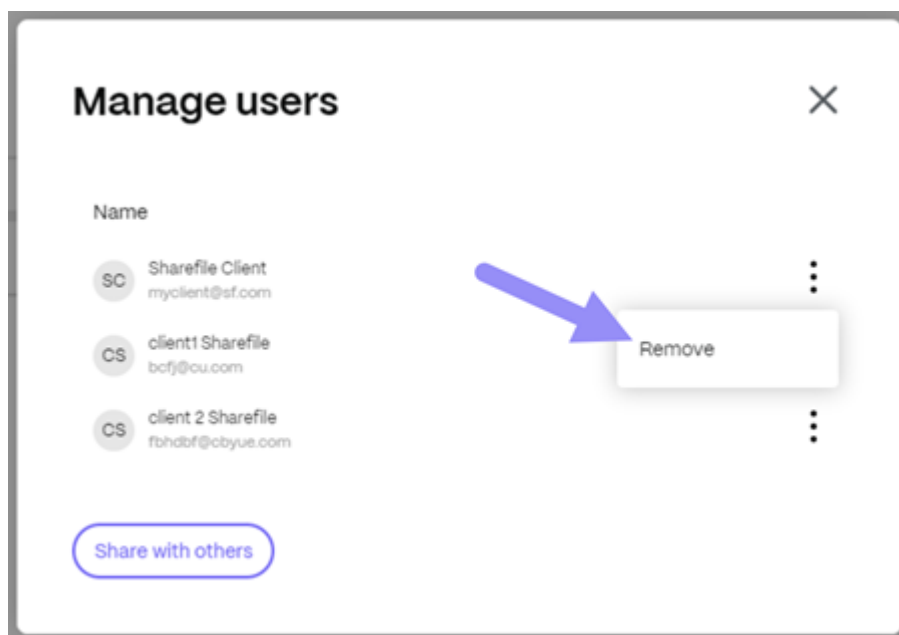 Manage users
Name
SC
Sharefile Client
myclient@sf.com
CS
client1 Sharefile
bcfj@cu.com
Remove
CS
client 2 Sharefile
fbhdbf@cbyue.com
Share with others